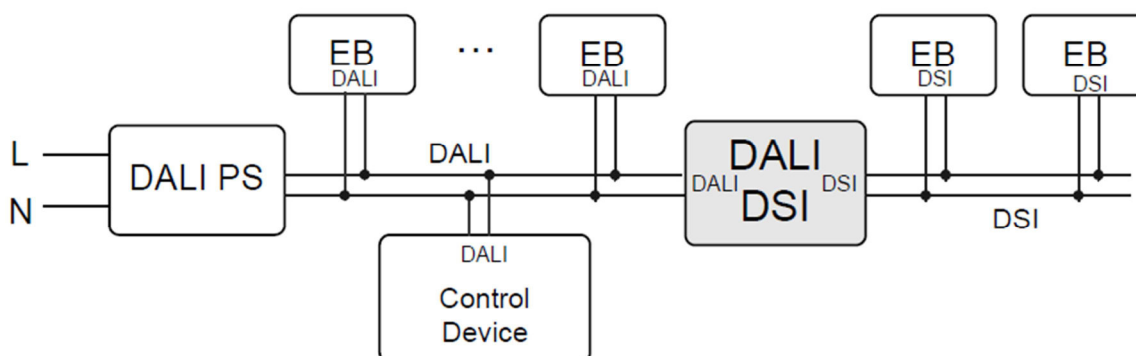 EB
DALI
...
EB
DALI
EB
DSI
EB
DSI
L
N
DALI PS
DALI
DALI
DALI
DSI
DSI
DSI
DALI
Control
Device